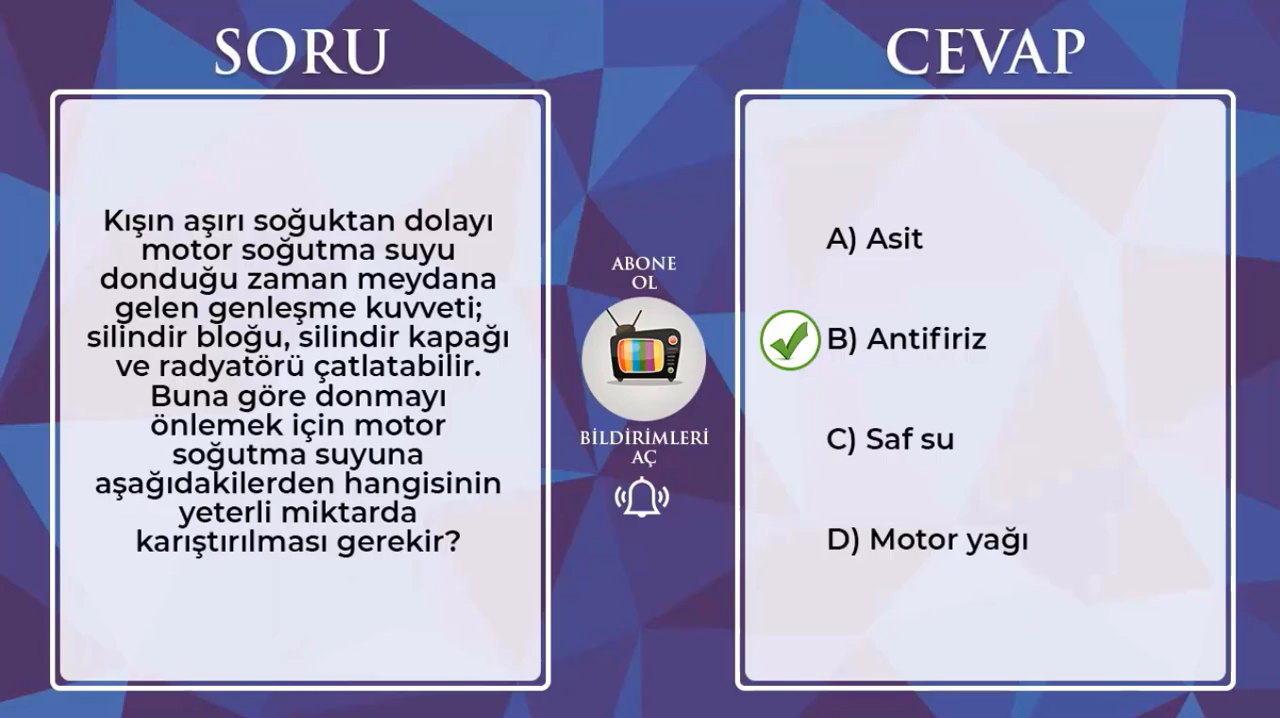 SORU
Kışın aşırı soğuktan dolayı
motor soğutma suyu
donduğu zaman meydana
gelen genleşme kuvveti;
silindir bloğu, silindir kapağı
ve radyatörü çatlatabilir.
Buna göre donmayı
önlemek için motor
soğutma suyuna
aşağıdakilerden hangisinin
yeterli miktarda
karıştırılması gerekir?
ABONE
OL
BİLDİRİMLERİ
AÇ
CEVAP
A) Asit
B) Antifiriz
C) Saf su
D) Motor yağı